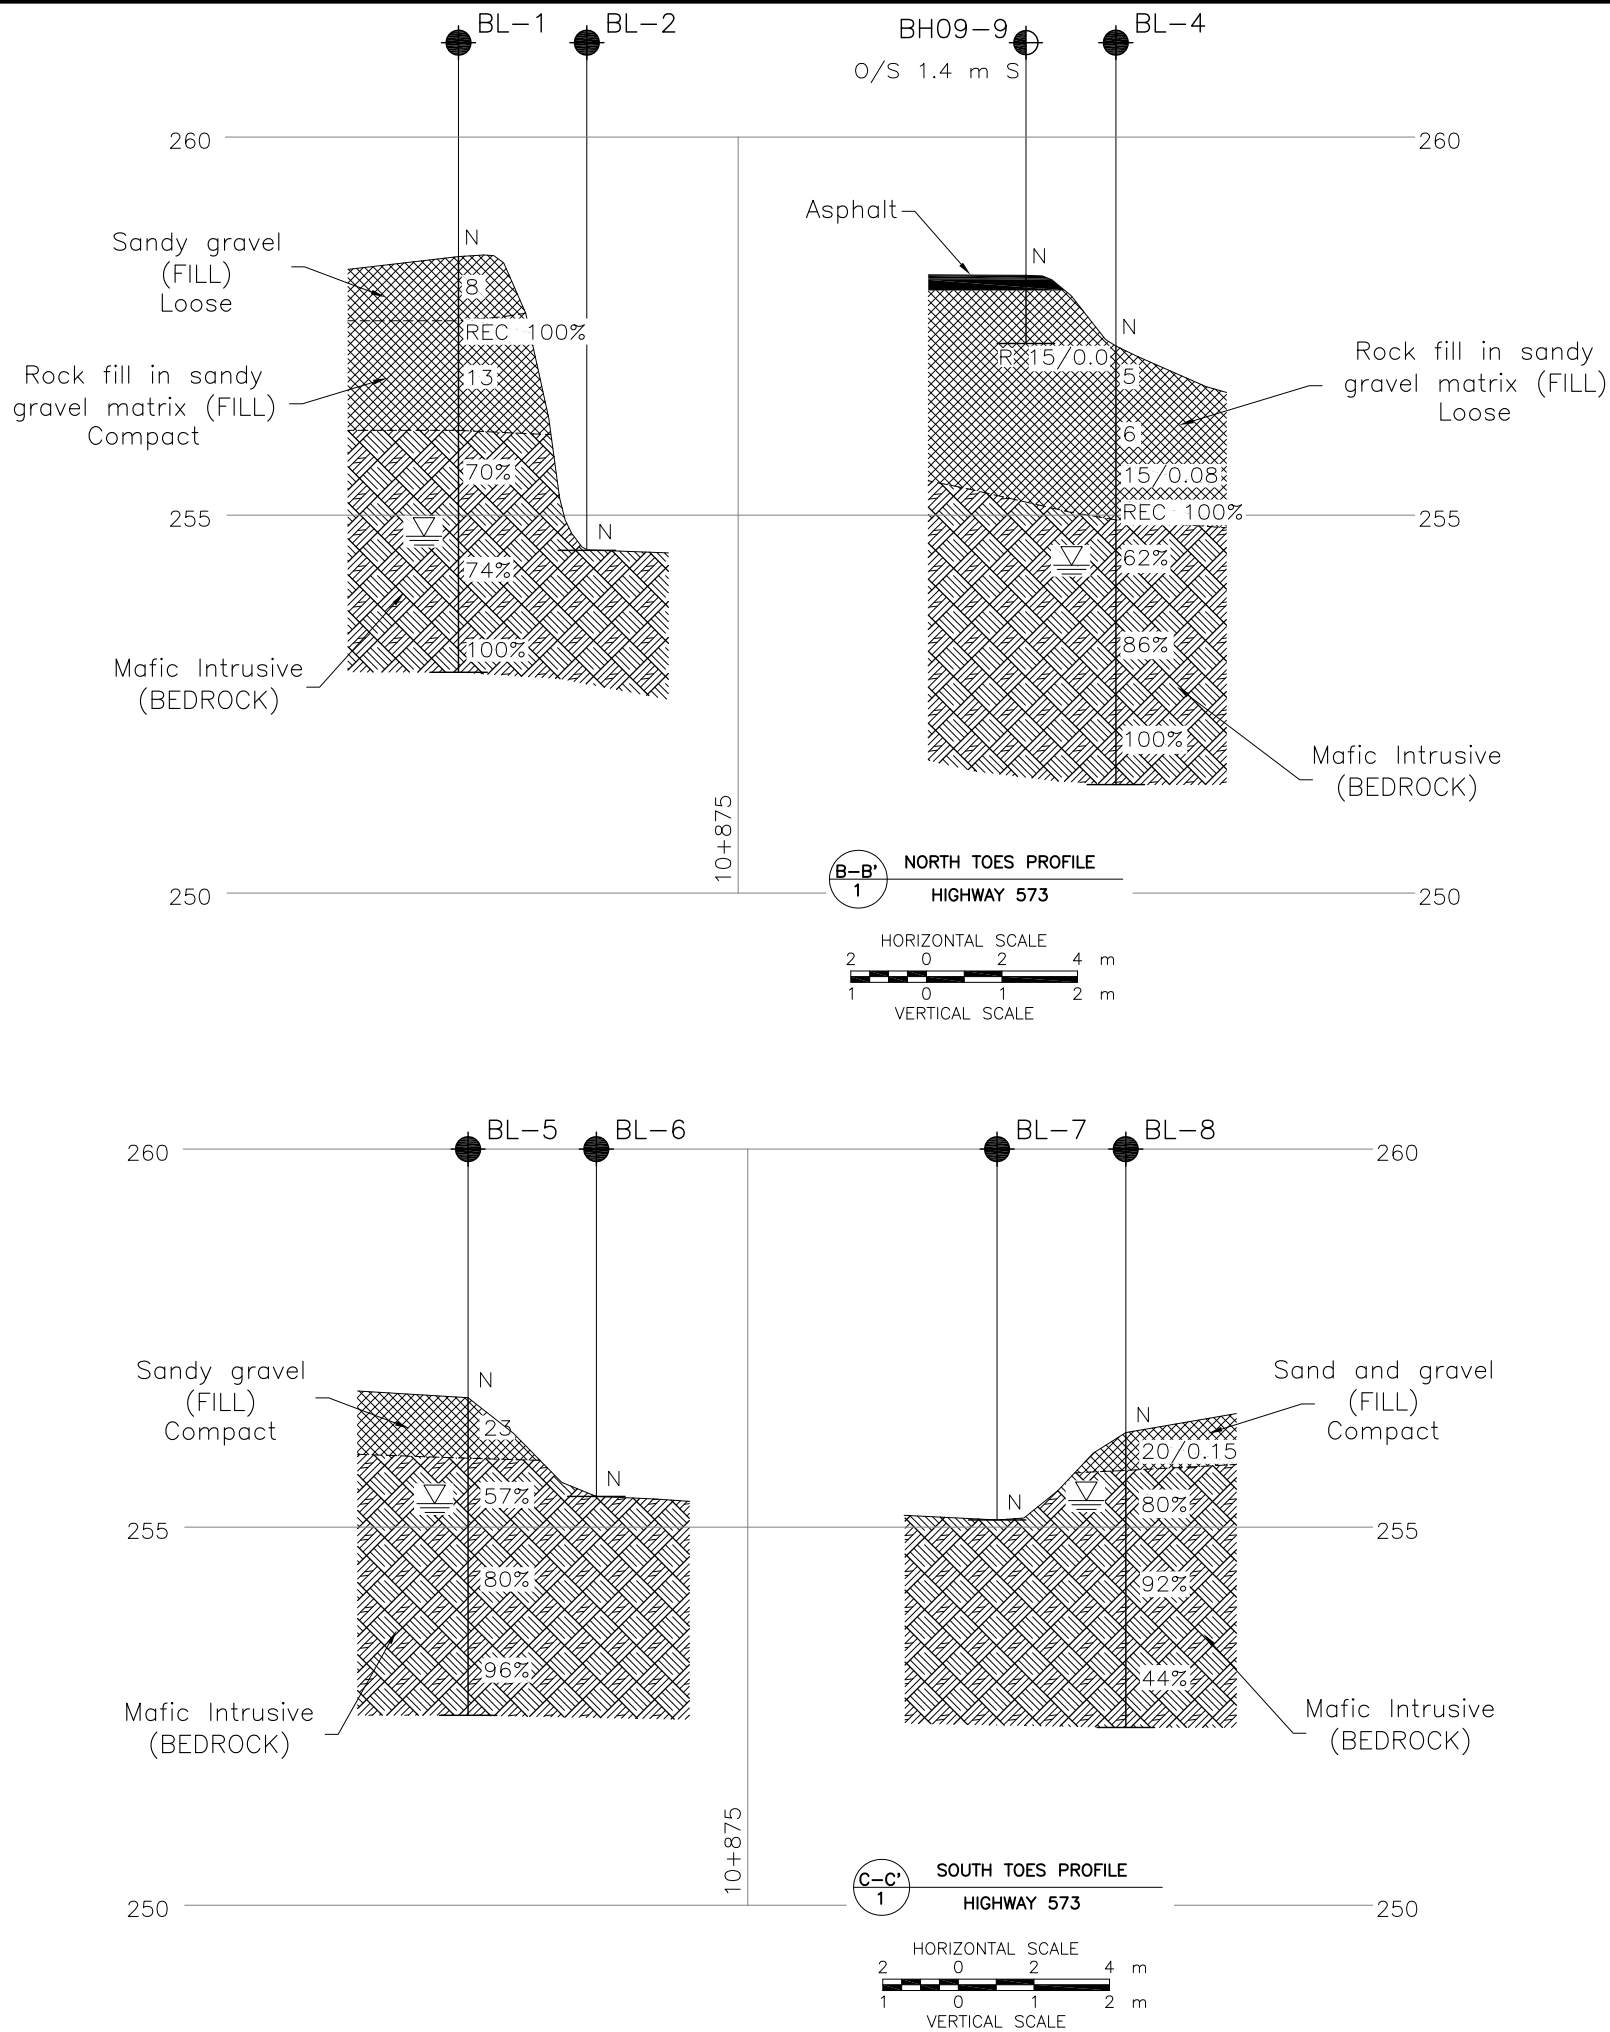 BL-1
BL-2
BH09-9
O/S 1.4 m S
BL-4
260
260
Asphalt
Sandy gravel
(FILL)
Loose
N
8
REC 100%
13
Rock fill in sandy
gravel matrix (FILL)
Compact
70%
74%
100%
N
N
R 15/0.0
N
5
6
15/0.08
REC 100%
62%
86%
100%
Rock fill in sandy
gravel matrix (FILL)
Loose
255
255
Mafic Intrusive
(BEDROCK)
Mafic Intrusive
(BEDROCK)
10+875
250
250
B-B'
1
NORTH TOES PROFILE
HIGHWAY 573
HORIZONTAL SCALE
2 0 2 4 m
1 0 1 2 m
VERTICAL SCALE
BL-5
BL-6
BL-7
BL-8
260
260
Sandy gravel
(FILL)
Compact
N
23
57%
80%
96%
N
N
N
20/0.15
80%
92%
44%
Sand and gravel
(FILL)
Compact
255
255
Mafic Intrusive
(BEDROCK)
Mafic Intrusive
(BEDROCK)
10+875
250
250
C-C'
1
SOUTH TOES PROFILE
HIGHWAY 573
HORIZONTAL SCALE
2 0 2 4 m
1 0 1 2 m
VERTICAL SCALE